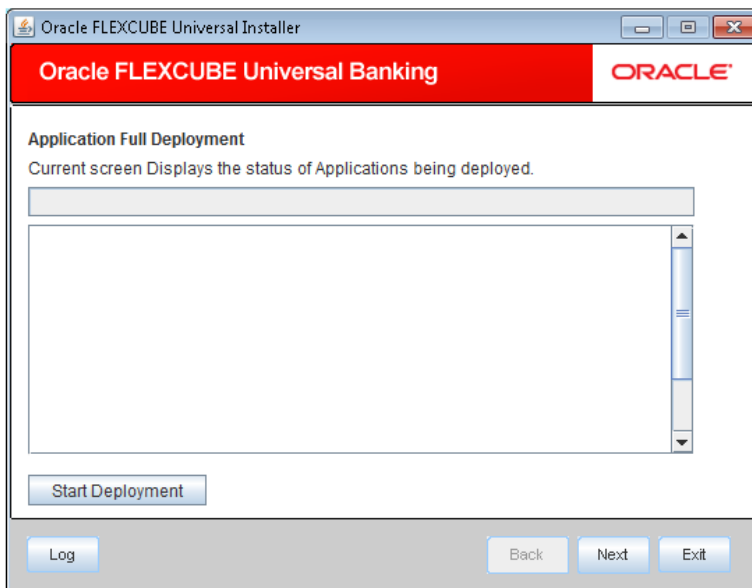 Oracle FLEXCUBE Universal Installer
Oracle FLEXCUBE Universal Banking
ORACLE
Application Full Deployment
Current screen Displays the status of Applications being deployed.
Start Deployment
Log
Back
Next
Exit